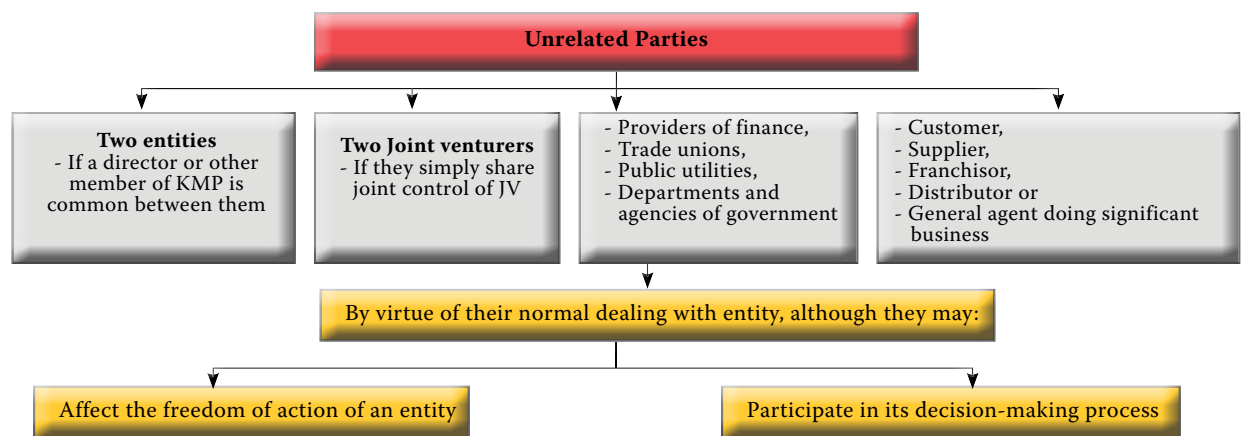 Unrelated Parties
Two entities
- If a director or other
member of KMP is
common between them
Two Joint venturers
- If they simply share
joint control of JV
- Providers of finance,
- Trade unions,
- Public utilities,
- Departments and
agencies of government
- Customer,
- Supplier,
- Franchisor,
- Distributor or
- General agent doing significant
business
By virtue of their normal dealing with entity, although they may:
Affect the freedom of action of an entity
Participate in its decision-making process